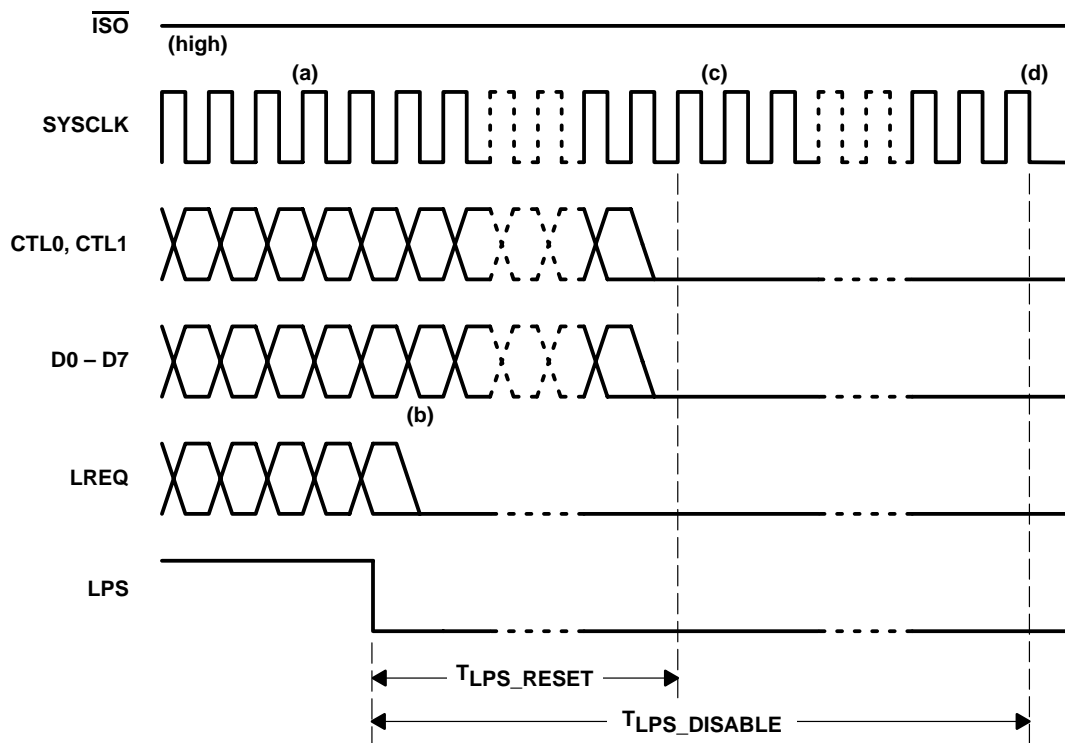 ISO
(high)
(a)
(c)
(d)
SYSCLK
CTL0, CTL1
D0 – D7
(b)
LREQ
LPS
TLPS_RESET
TLPS_DISABLE